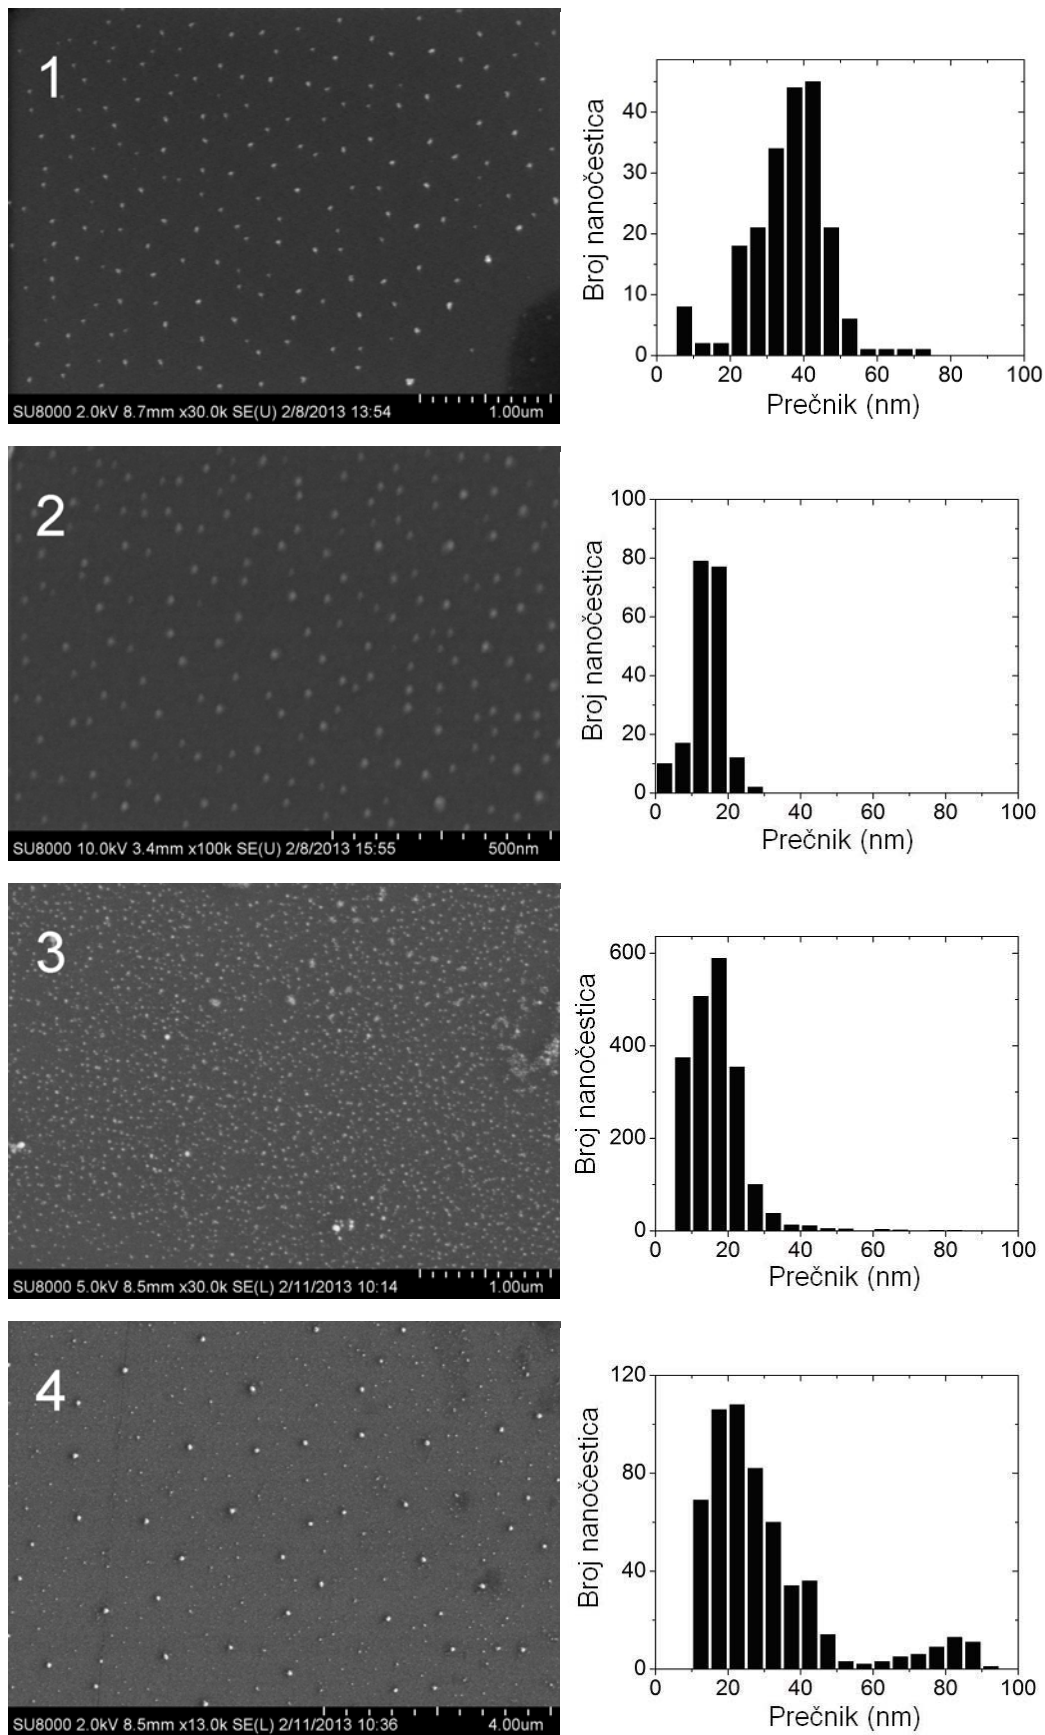 1
SU8000 2.0kV 8.7mm x30.0k SE(U) 2/8/2013 13:54
1.00um
Broj nanočestica
40
30
20
10
0
0 20 40 60 80 100
Prečnik (nm)
2
SU8000 10.0kV 3.4mm x100k SE(U) 2/8/2013 15:55
500nm
Broj nanočestica
100
80
60
40
20
0
0 20 40 60 80 100
Prečnik (nm)
3
SU8000 5.0kV 8.5mm x30.0k SE(L) 2/11/2013 10:14
1.00um
Broj nanočestica
600
400
200
0
0 20 40 60 80 100
Prečnik (nm)
4
SU8000 2.0kV 8.5mm x13.0k SE(L) 2/11/2013 10:36
4.00um
Broj nanočestica
120
80
40
0
0 20 40 60 80 100
Prečnik (nm)